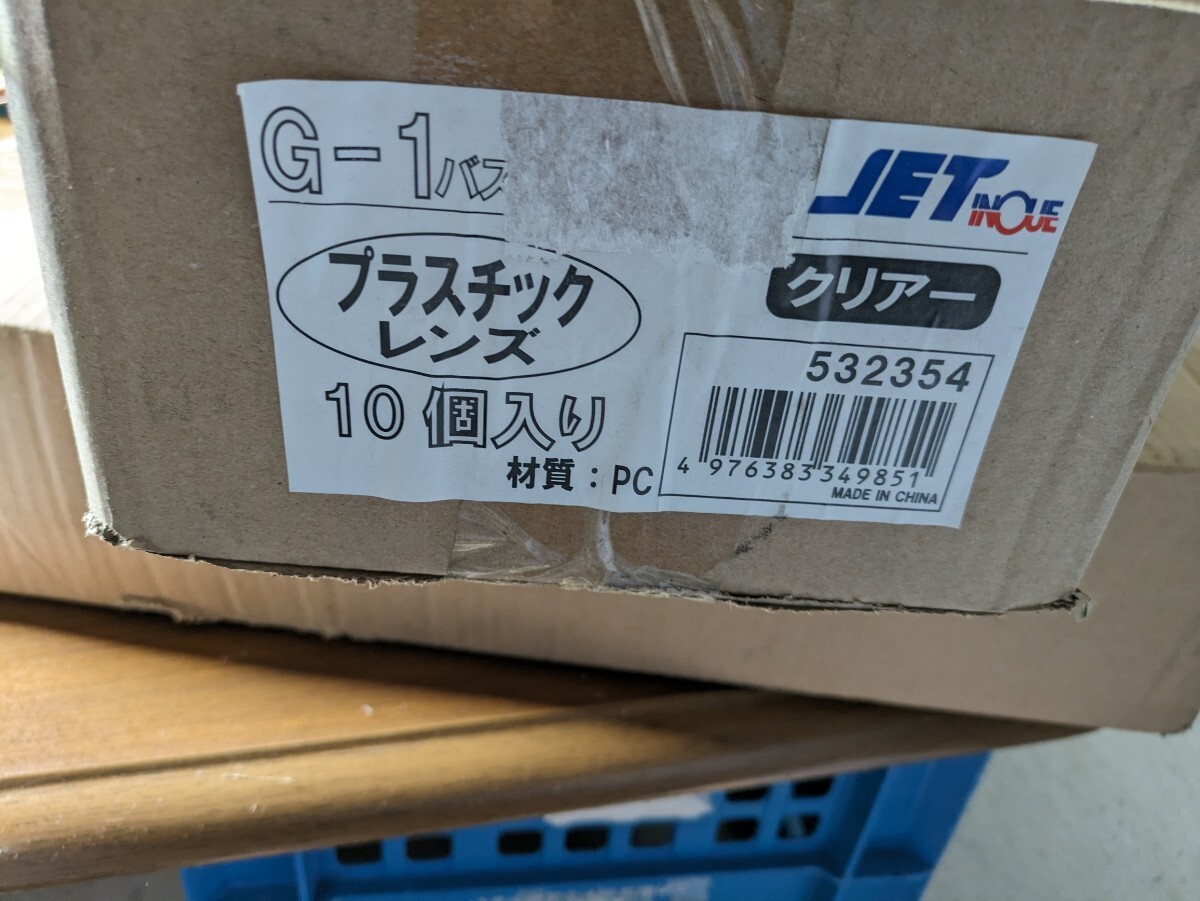 G-1バス
JET INOUE
プラスチック
レンズ
クリアー
10個入り
材質：PC
532354
4 976383 349851
MADE IN CHINA